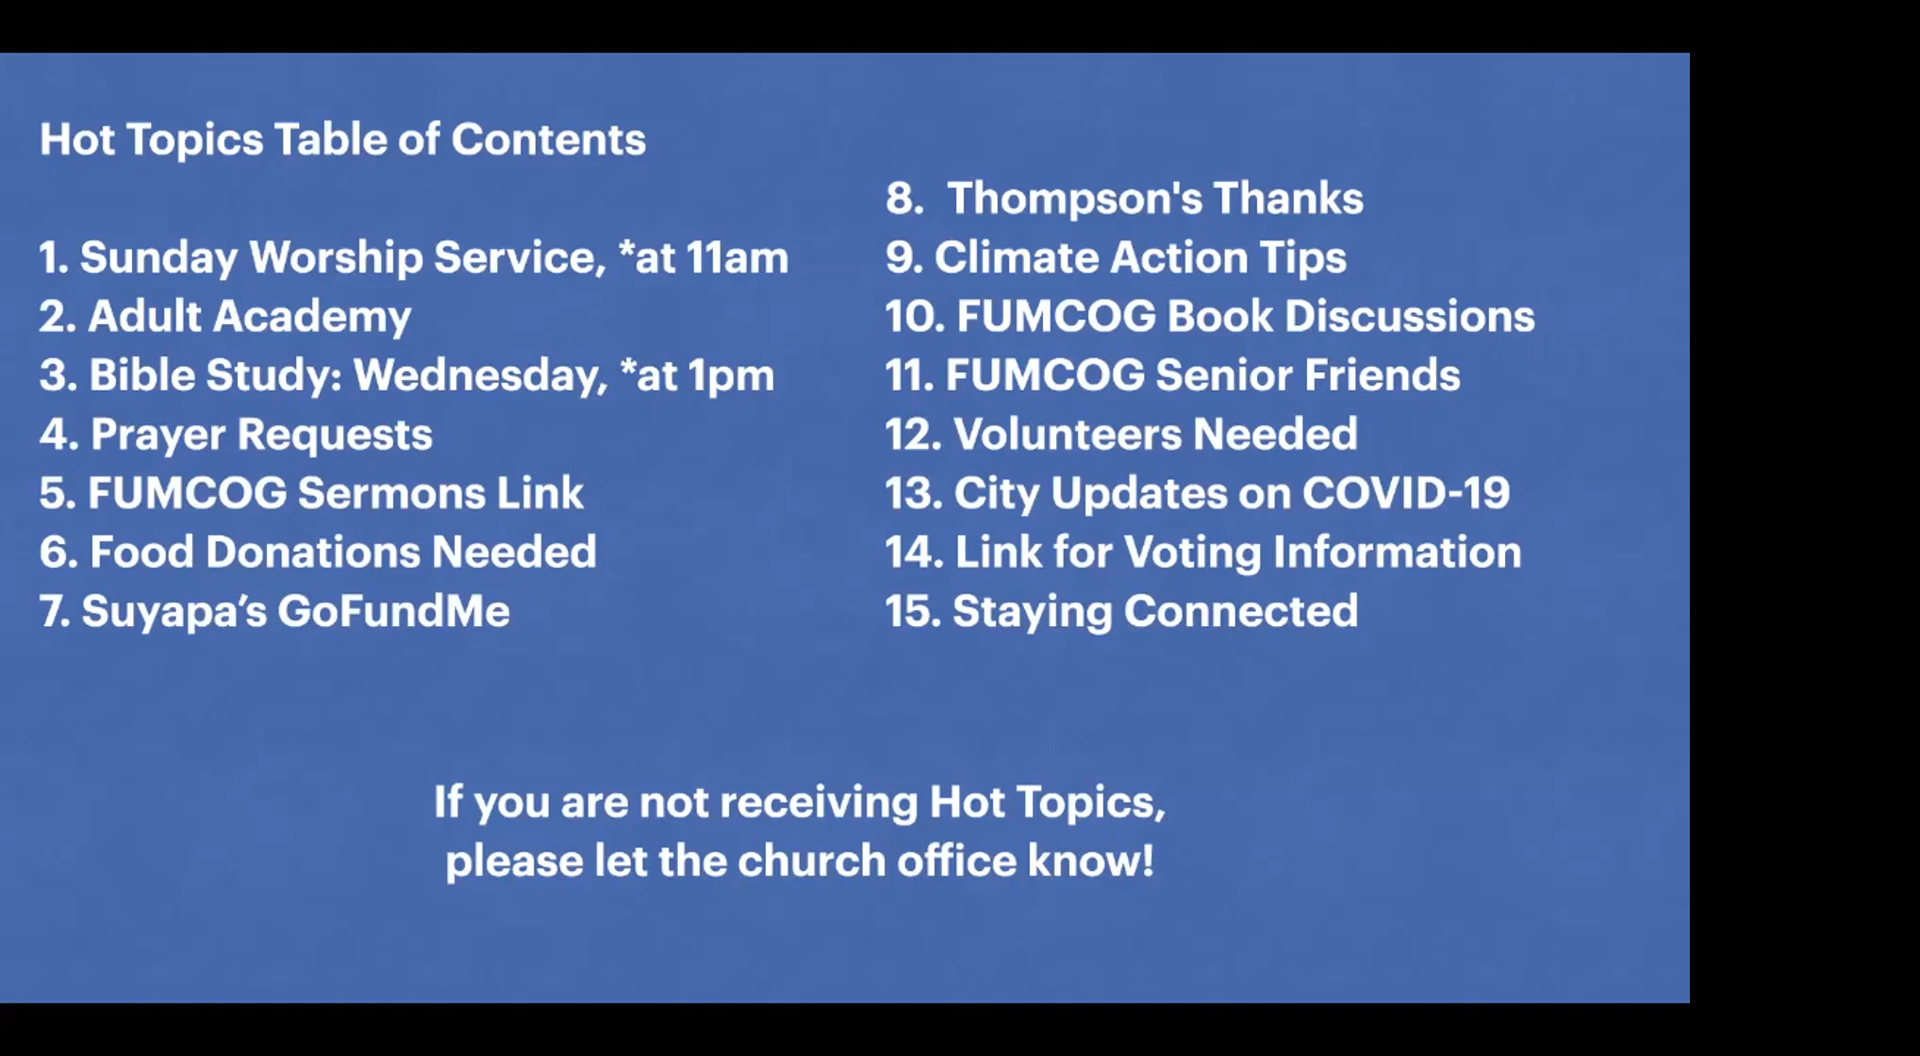 Hot Topics Table of Contents
1. Sunday Worship Service, *at 11am
2. Adult Academy
3. Bible Study: Wednesday, *at 1pm
4. Prayer Requests
5. FUMCOG Sermons Link
6. Food Donations Needed
7. Suyapa’s GoFundMe
8. Thompson's Thanks
9. Climate Action Tips
10. FUMCOG Book Discussions
11. FUMCOG Senior Friends
12. Volunteers Needed
13. City Updates on COVID-19
14. Link for Voting Information
15. Staying Connected
If you are not receiving Hot Topics,
please let the church office know!